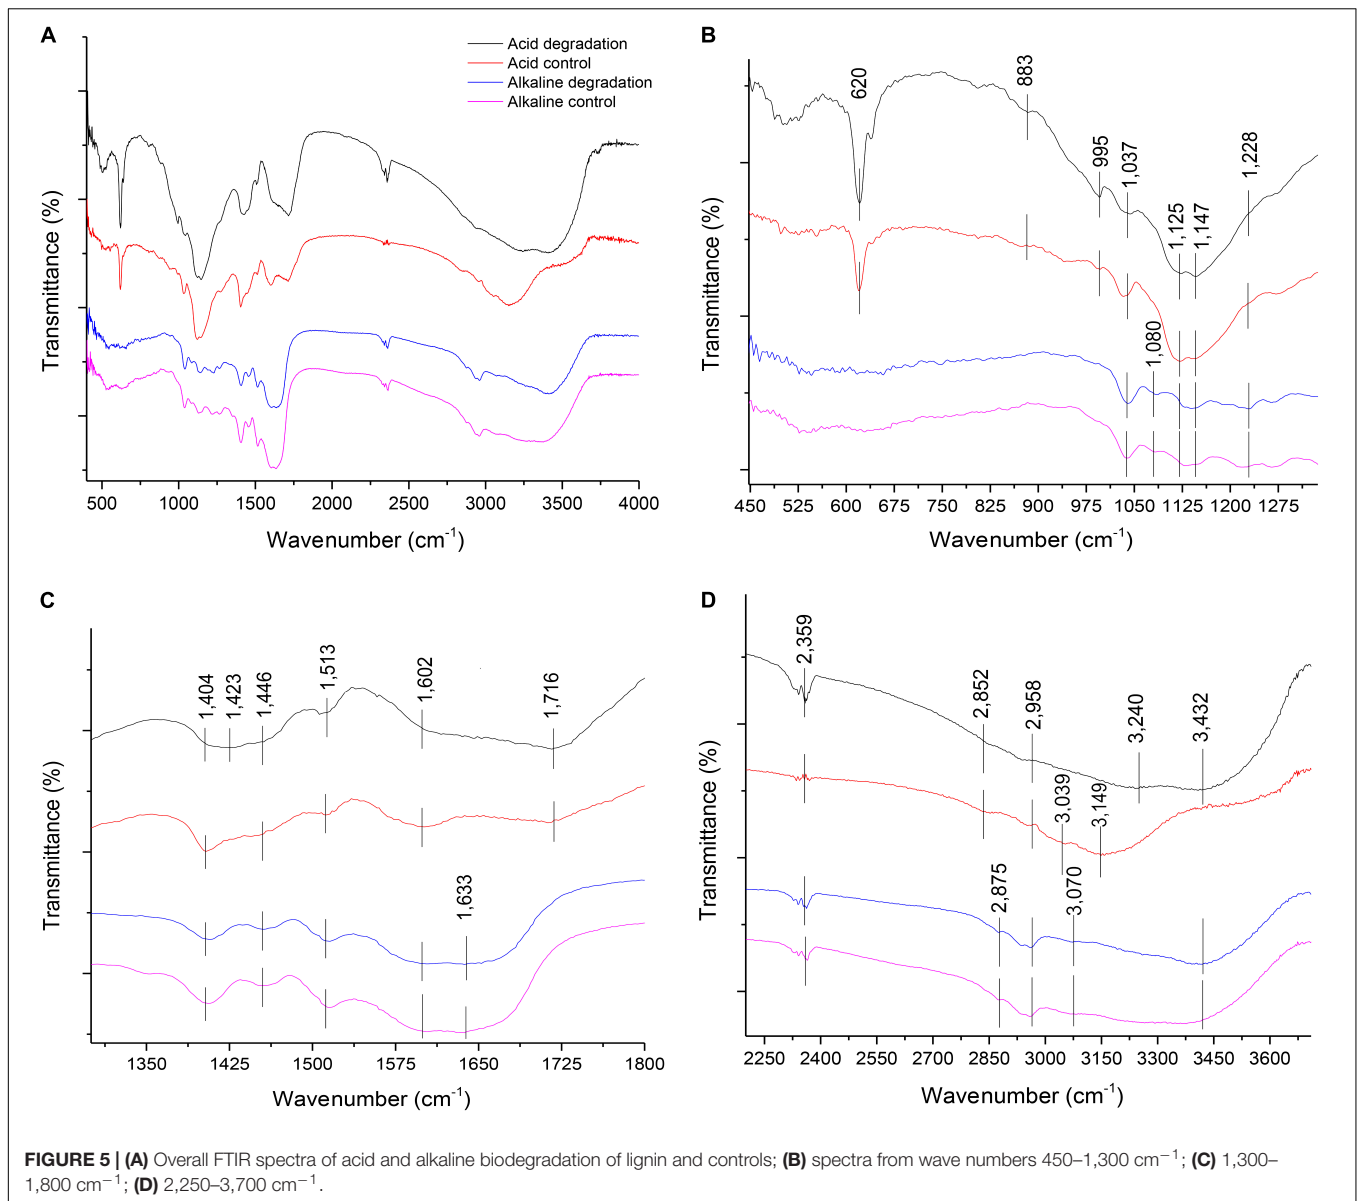 A
Acid degradation
Acid control
Alkaline degradation
Alkaline control
Transmittance (%)
500 1000 1500 2000 2500 3000 3500 4000
Wavenumber (cm-1)
B
620
883
995
1,037
1,125
1,147
1,228
1,080
Transmittance (%)
450 525 600 675 750 825 900 975 1050 1125 1200 1275
Wavenumber (cm-1)
C
1,404
1,423
1,446
1,513
1,602
1,716
1,633
Transmittance (%)
1350 1425 1500 1575 1650 1725 1800
Wavenumber (cm-1)
D
2,359
2,852
2,958
3,240
3,432
3,039
3,149
2,875
3,070
Transmittance (%)
2250 2400 2550 2700 2850 3000 3150 3300 3450 3600
Wavenumber (cm-1)
FIGURE 5 | (A) Overall FTIR spectra of acid and alkaline biodegradation of lignin and controls; (B) spectra from wave numbers 450–1,300 cm−1; (C) 1,300–
1,800 cm−1; (D) 2,250–3,700 cm−1.